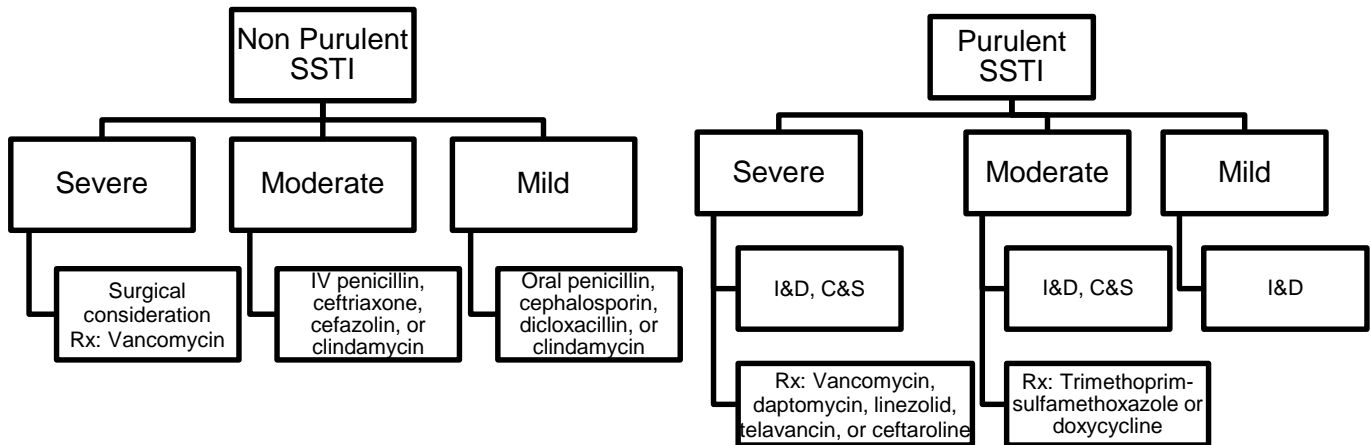 Non Purulent
SSTI
Severe
Moderate
Mild
Surgical
consideration
Rx: Vancomycin
IV penicillin,
ceftriaxone,
cefazolin, or
clindamycin
Oral penicillin,
cephalosporin,
dicloxacillin, or
clindamycin
Purulent
SSTI
Severe
Moderate
Mild
I&D, C&S
I&D, C&S
I&D
Rx: Vancomycin,
daptomycin, linezolid,
telavancin, or ceftaroline
Rx: Trimethoprim-
sulfamethoxazole or
doxycycline